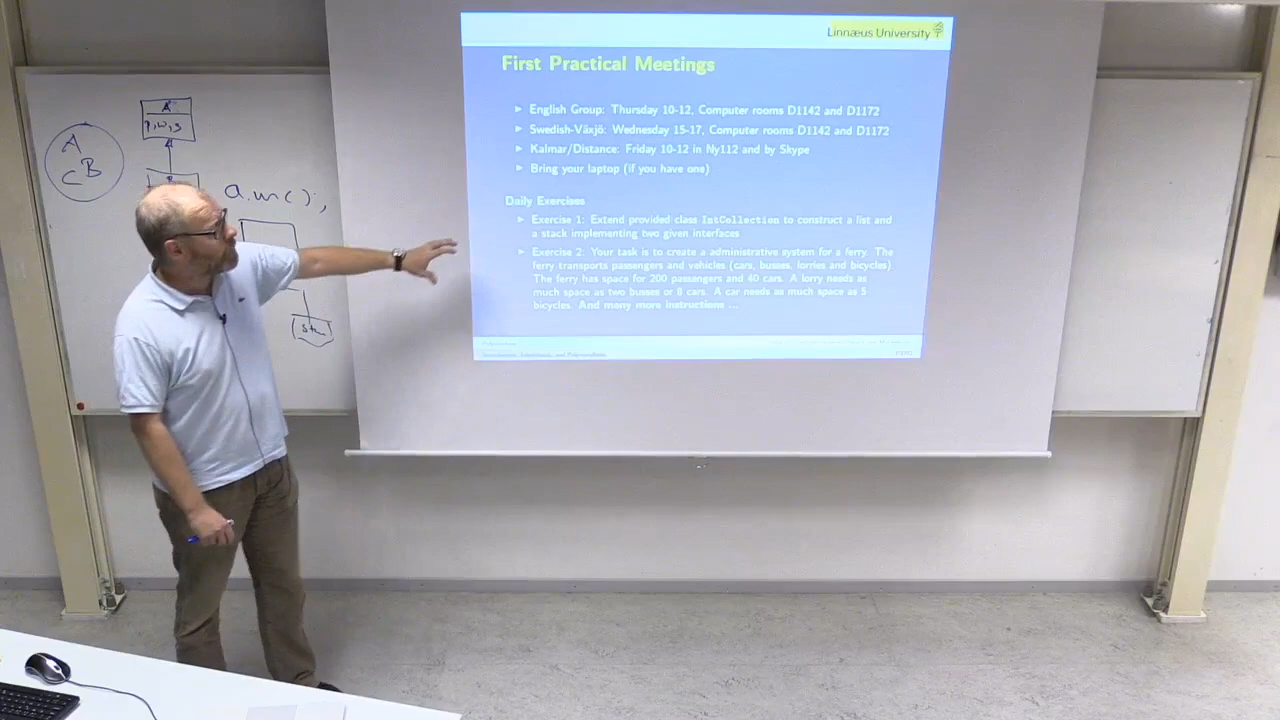 Linnæus University
First Practical Meetings
▶ English Group: Thursday 10-12, Computer rooms D1142 and D1172
▶ Swedish-Växjö: Wednesday 15-17, Computer rooms D1142 and D1172
▶ Kalmar/Distance: Friday 10-12 in Ny112 and by Skype
▶ Bring your laptop (if you have one)
Daily Exercises
▶ Exercise 1: Extend provided class IntCollection to construct a list and
a stack implementing two given interfaces
▶ Exercise 2: Your task is to create a administrative system for a ferry. The
ferry transports passengers and vehicles (cars, busses, lorries and bicycles)
The ferry has space for 200 passengers and 40 cars. A lorry needs as
much space as two busses or 8 cars. A car needs as much space as 5
bicycles. And many more instructions ...
A
A
B
C
a.m();